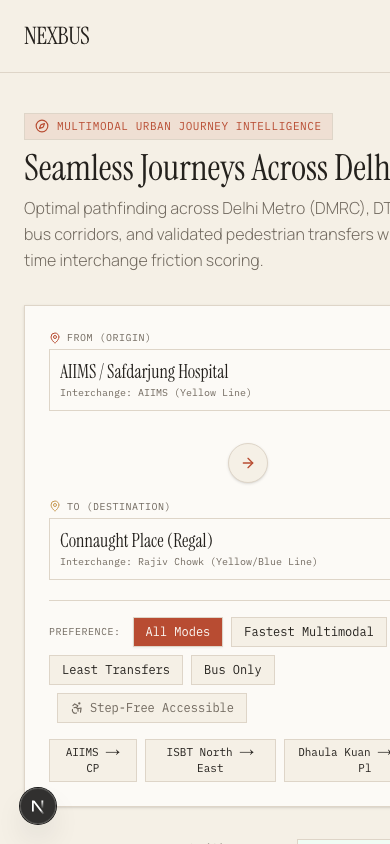 NEXBUS
MULTIMODAL URBAN JOURNEY INTELLIGENCE
Seamless Journeys Across Delh
Optimal pathfinding across Delhi Metro (DMRC), DT
bus corridors, and validated pedestrian transfers w
time interchange friction scoring.
FROM (ORIGIN)
AIIMS / Safdarjung Hospital
Interchange: AIIMS (Yellow Line)
TO (DESTINATION)
Connaught Place (Regal)
Interchange: Rajiv Chowk (Yellow/Blue Line)
PREFERENCE: All Modes Fastest Multimodal
Least Transfers Bus Only
Step-Free Accessible
AIIMS → ISBT North → Dhaula Kuan →
CP East Pl
N